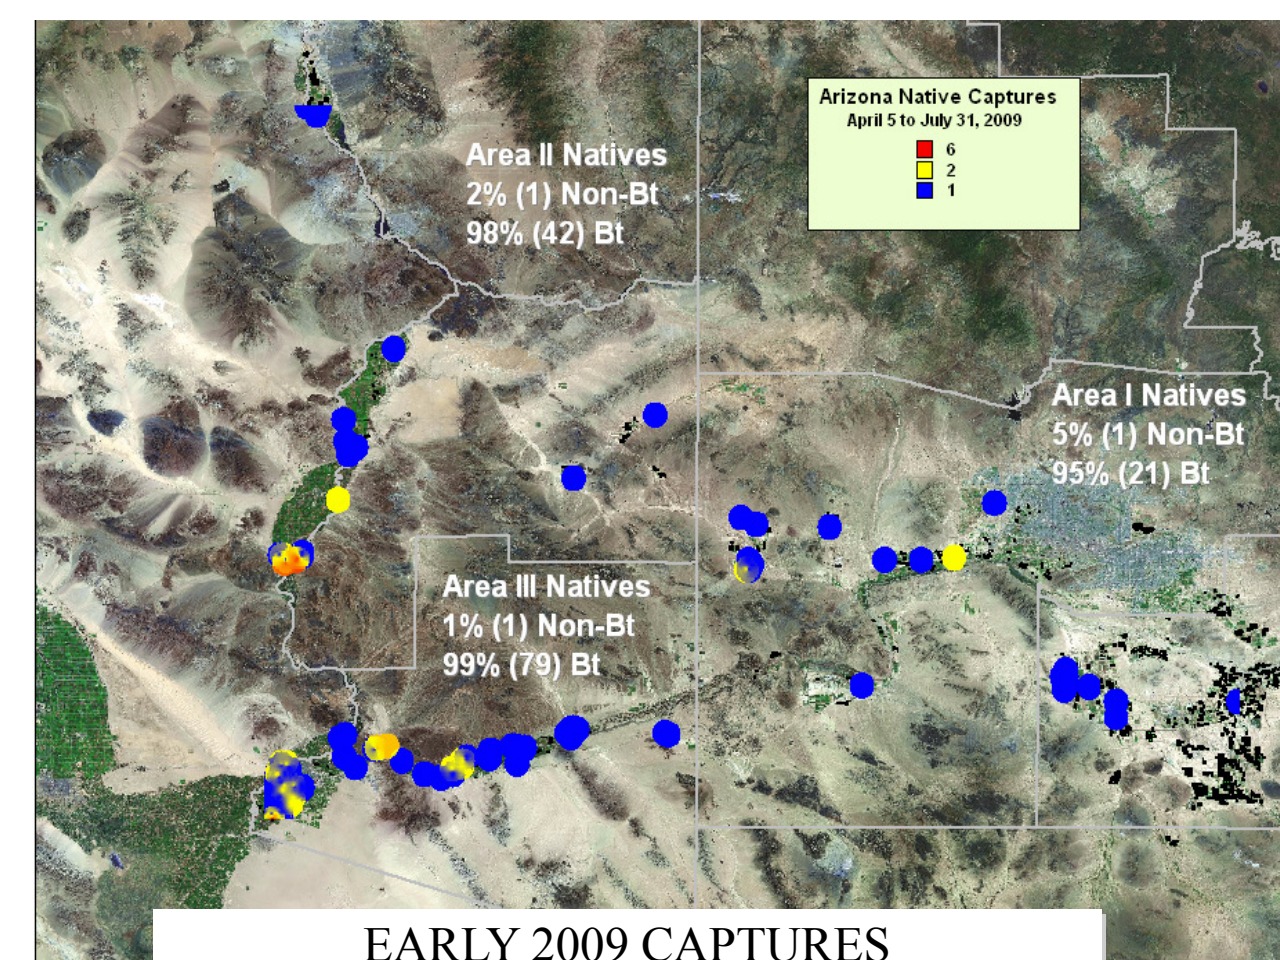 Arizona Native Captures
April 5 to July 31, 2009
6
2
1
Area II Natives
2% (1) Non-Bt
98% (42) Bt
Area I Natives
5% (1) Non-Bt
95% (21) Bt
Area III Natives
1% (1) Non-Bt
99% (79) Bt
EARLY 2009 CAPTURES